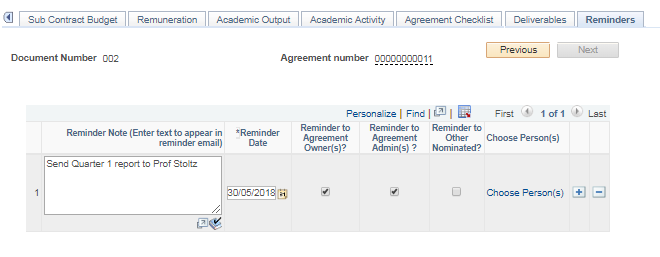 Sub Contract Budget Remuneration Academic Output Academic Activity Agreement Checklist Deliverables Reminders
Previous Next
Document Number 002 Agreement number 00000000011
Personalize | Find | | First 1 of 1 Last
Reminder Note (Enter text to appear in reminder email) *Reminder Date Reminder to Agreement Owner(s)? Reminder to Agreement Admin(s) ? Reminder to Other Nominated? Choose Person(s)
Send Quarter 1 report to Prof Stoltz
1 30/05/2018 Choose Person(s)